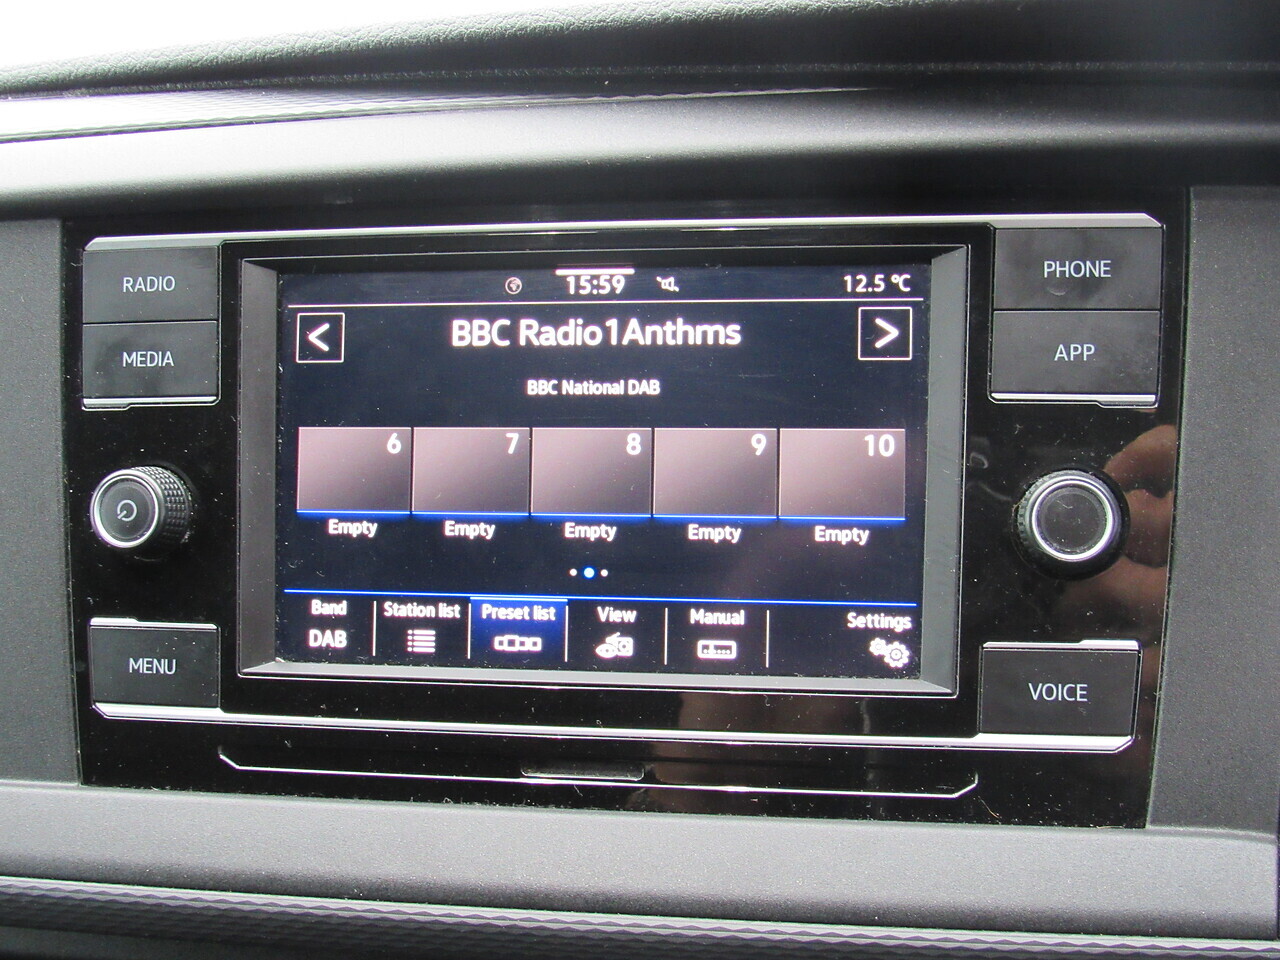 RADIO
MEDIA
MENU
15:59
12.5 °C
<
BBC Radio1Anthms
>
BBC National DAB
6
7
8
9
10
Empty
Empty
Empty
Empty
Empty
Band
DAB
Station list
Preset list
View
Manual
Settings
PHONE
APP
VOICE